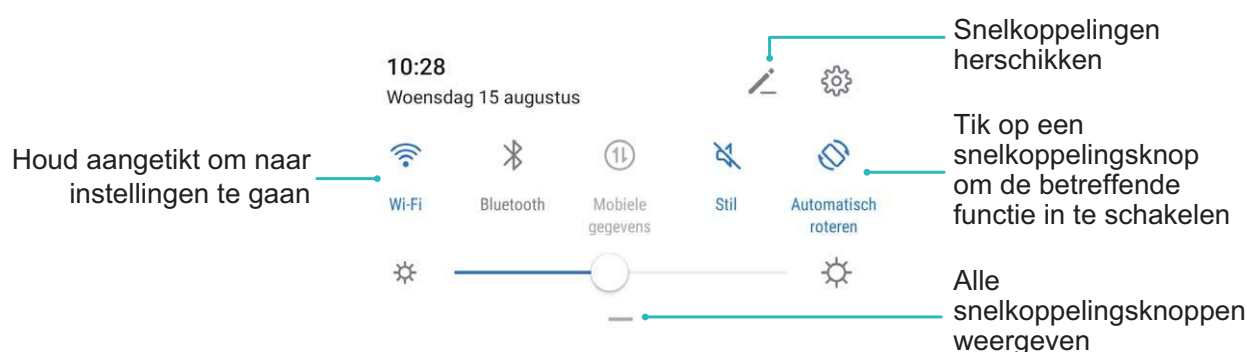 Snelkoppelingen
herschikken
10:28
Woensdag 15 augustus
Tik op een
snelkoppelingsknop
om de betreffende
functie in te schakelen
Houd aangetikt om naar
instellingen te gaan
Wi-Fi
Bluetooth
Mobiele
gegevens
Stil
Automatisch
roteren
Alle
snelkoppelingsknoppen
weergeven